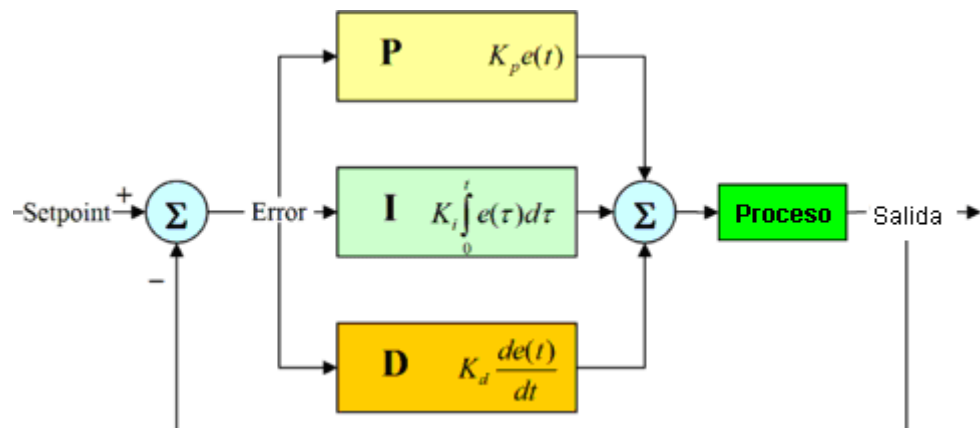 P K_p e(t)
Setpoint + Σ Error I K_i ∫_0^t e(τ)dτ Σ Proceso Salida
−
D K_d de(t)/dt